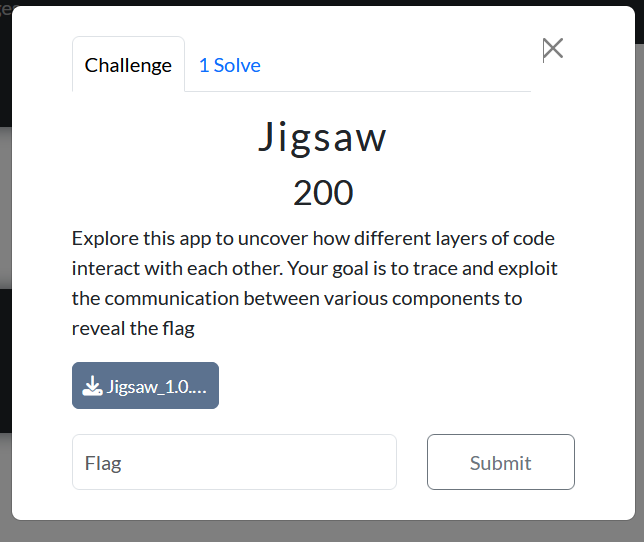 Challenge
1 Solve
Jigsaw
200
Explore this app to uncover how different layers of code
interact with each other. Your goal is to trace and exploit
the communication between various components to
reveal the flag
Jigsaw_1.0....
Flag
Submit